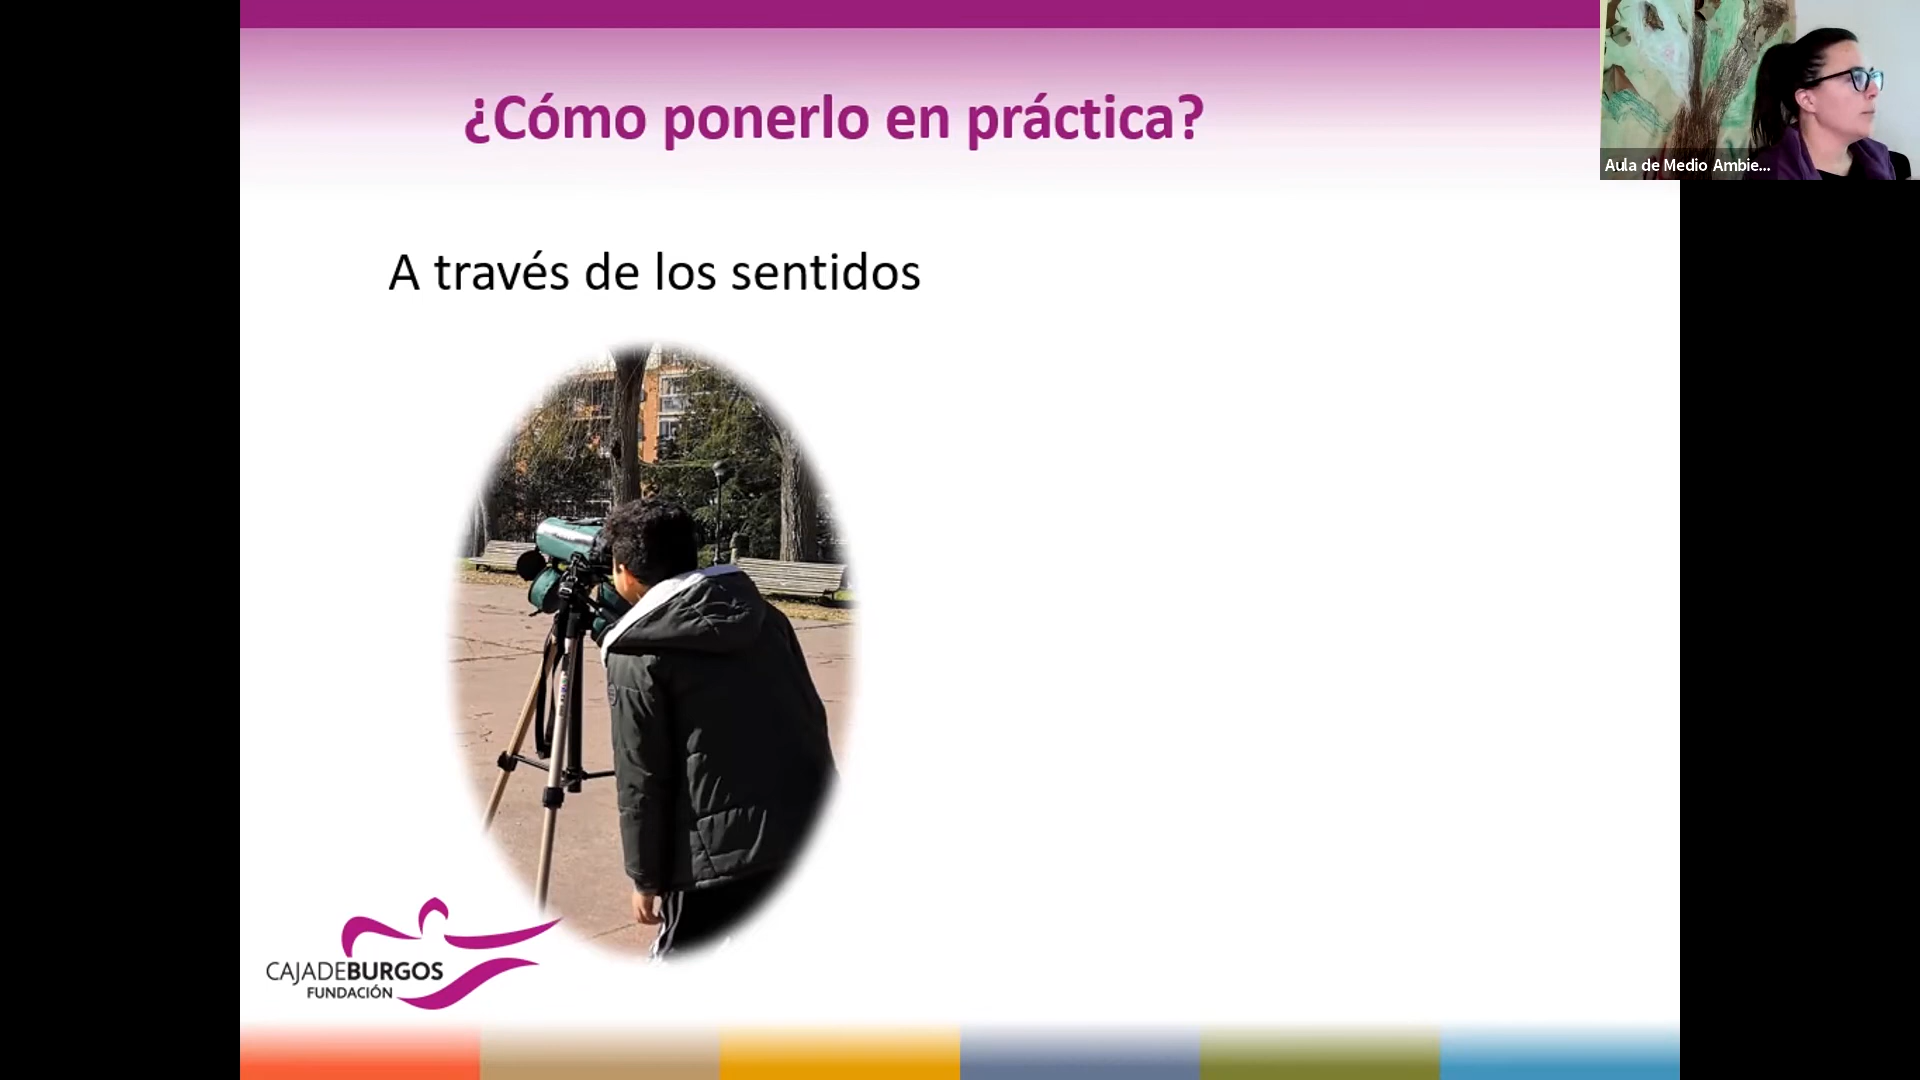 ¿Cómo ponerlo en práctica?
Aula de Medio Ambie...
A través de los sentidos
CAJADEBURGOS
FUNDACIÓN